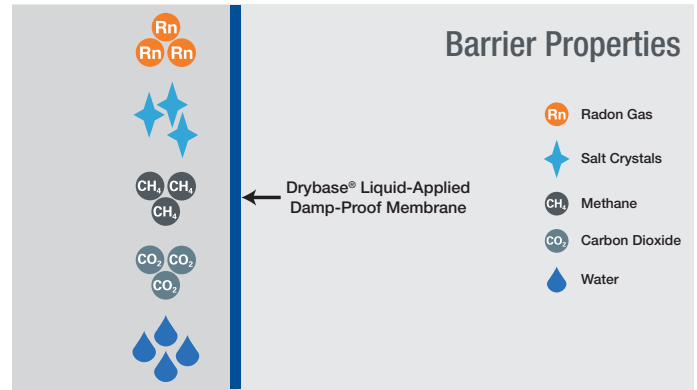 Barrier Properties
Rn
Rn Rn
CH₄ CH₄
CH₄
CO₂ CO₂
CO₂
Drybase® Liquid-Applied
Damp-Proof Membrane
Rn Radon Gas
Salt Crystals
CH₄ Methane
CO₂ Carbon Dioxide
Water